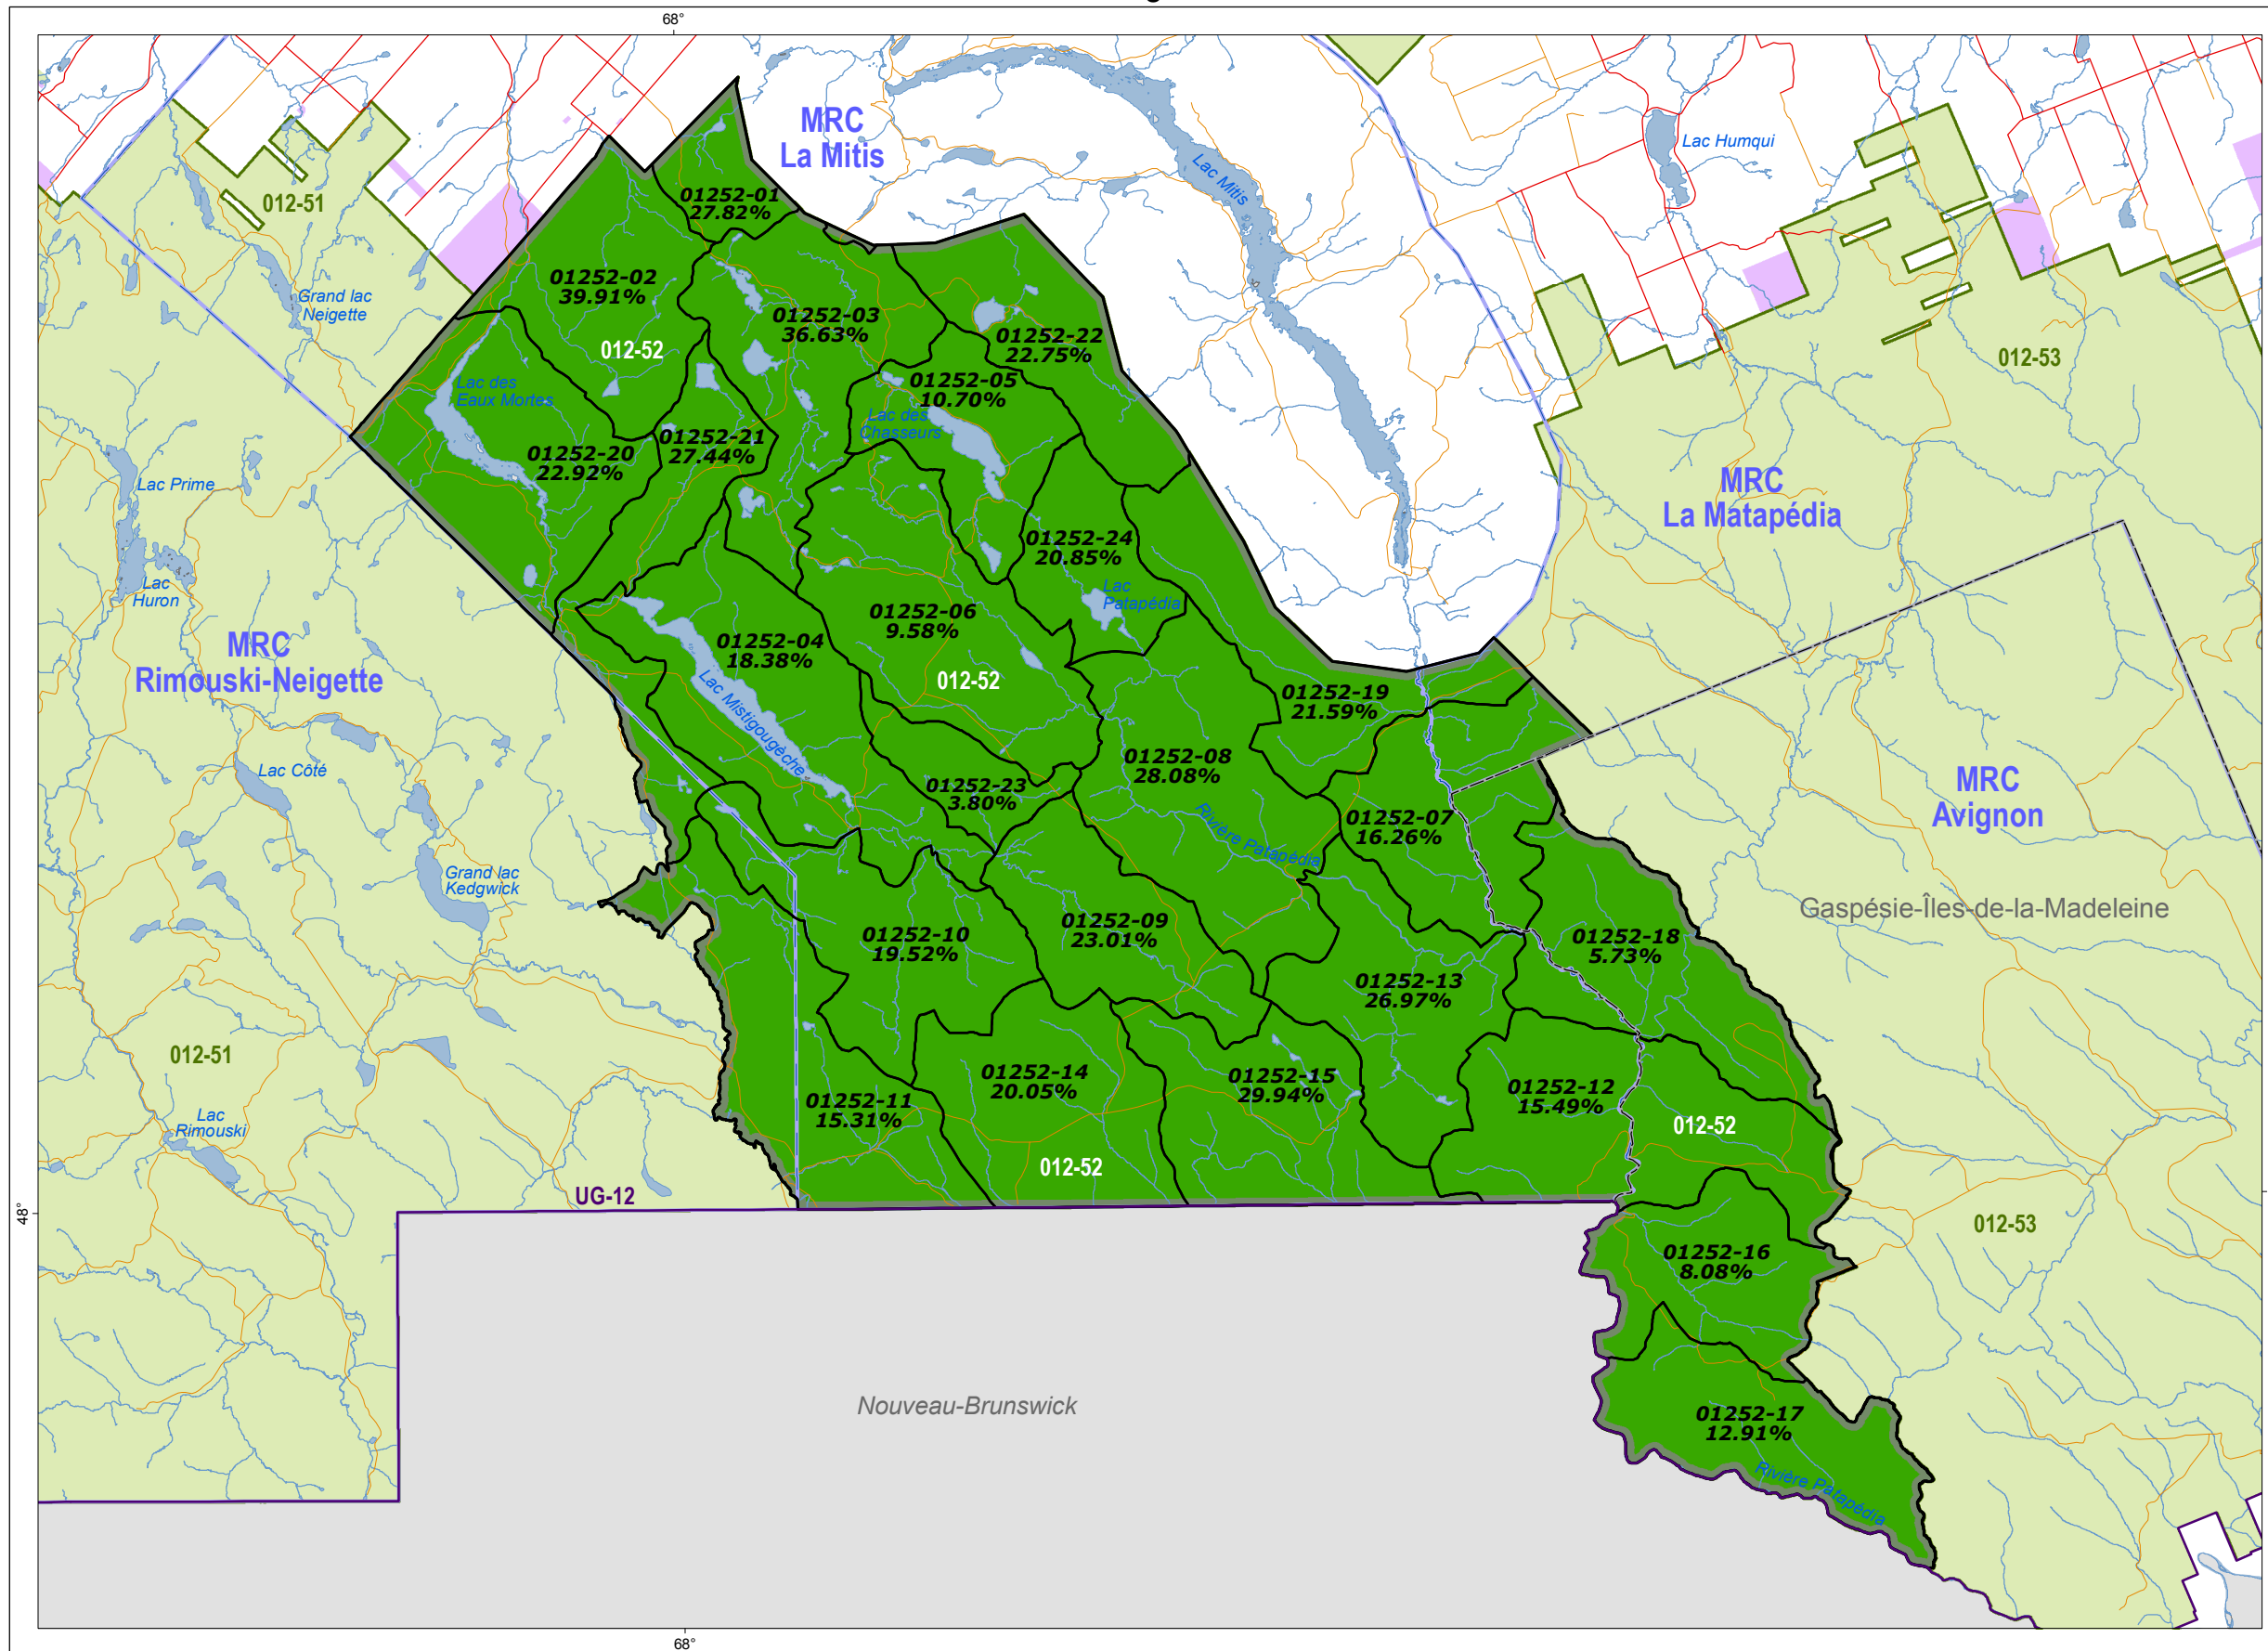 68°
MRC
La Mitis
Lac Mitis
Lac Humqui
01252-01
27.82%
012-51
01252-02
39.91%
Grand lac
Neigette
01252-03
36.63%
01252-22
22.75%
012-52
012-53
01252-05
10.70%
Lac des
Eaux Mortes
Lac des
Chasseurs
01252-21
27.44%
01252-20
22.92%
Lac Prime
MRC
La Matapédia
01252-24
20.85%
Lac
Huron
Lac
Patapédia
01252-06
9.58%
01252-04
18.38%
MRC
Rimouski-Neigette
012-52
Lac Mistigougèche
01252-19
21.59%
01252-08
28.08%
Lac Côté
01252-23
3.80%
MRC
Avignon
01252-07
16.26%
Rivière Patapédia
Grand lac
Kedgwick
Gaspésie-Îles-de-la-Madeleine
01252-10
19.52%
01252-09
23.01%
01252-18
5.73%
01252-13
26.97%
012-51
01252-14
20.05%
01252-15
29.94%
01252-12
15.49%
01252-11
15.31%
Lac
Rimouski
012-52
012-52
UG-12
48°
012-53
01252-16
8.08%
Nouveau-Brunswick
01252-17
12.91%
Rivière Patapédia
68°